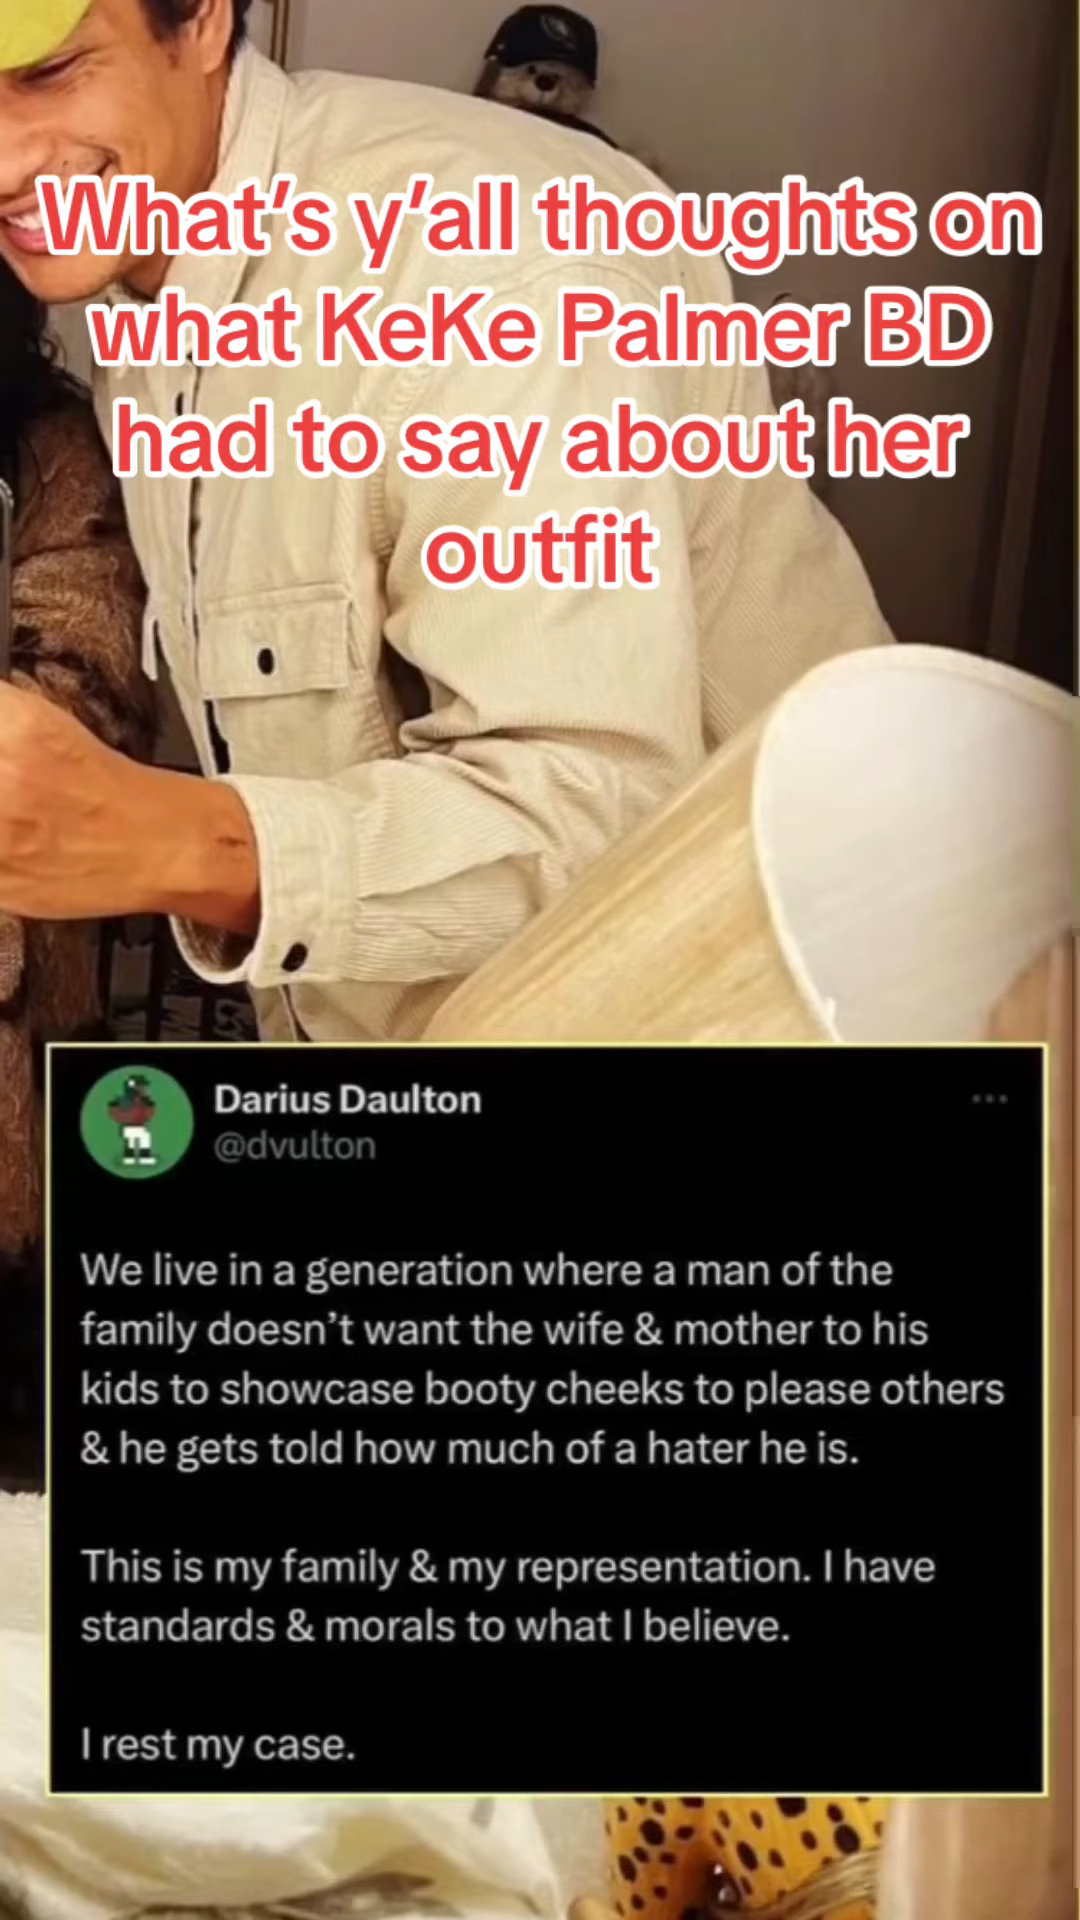 What's y'all thoughts on
what KeKe Palmer BD
had to say about her
outfit
Darius Daulton
@dvulton
We live in a generation where a man of the
family doesn't want the wife & mother to his
kids to showcase booty cheeks to please others
& he gets told how much of a hater he is.
This is my family & my representation. I have
standards & morals to what I believe.
I rest my case.